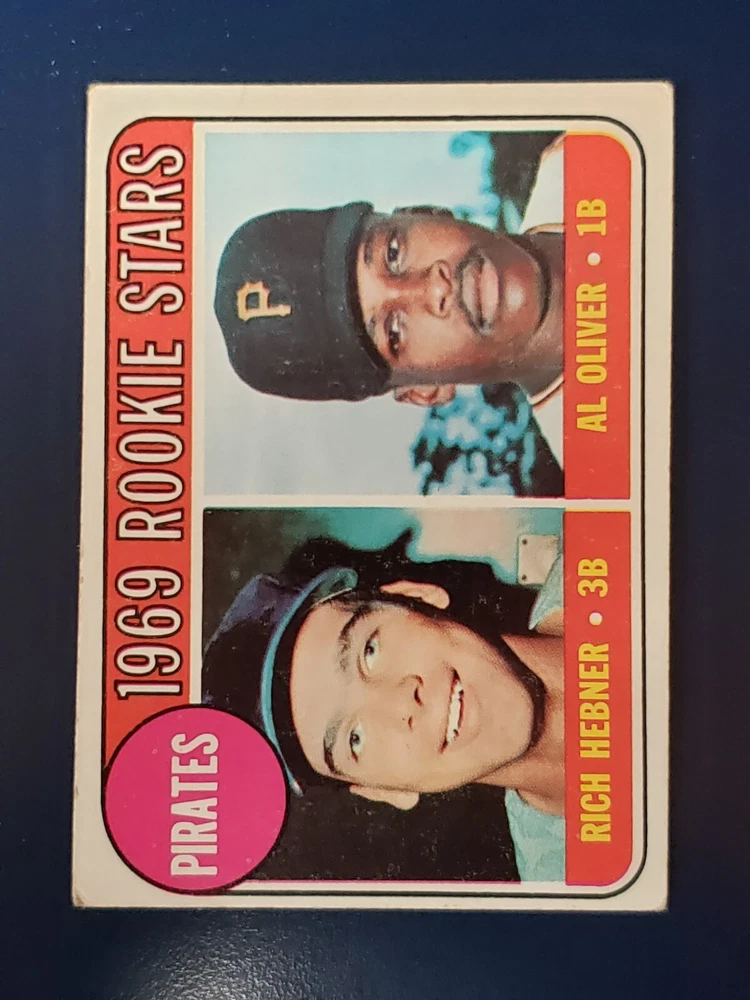 1969 ROOKIE STARS
PIRATES
P
RICH HEBNER • 3B
AL OLIVER • 1B